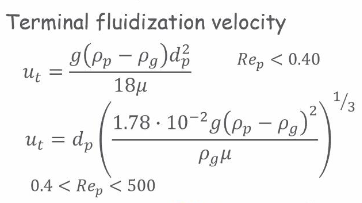 Terminal fluidization velocity
u_t = g(ρ_p − ρ_g)d_p^2 / 18μ    Re_p < 0.40
u_t = d_p (1.78 · 10^−2 g(ρ_p − ρ_g)^2 / ρ_g μ)^1/3
0.4 < Re_p < 500